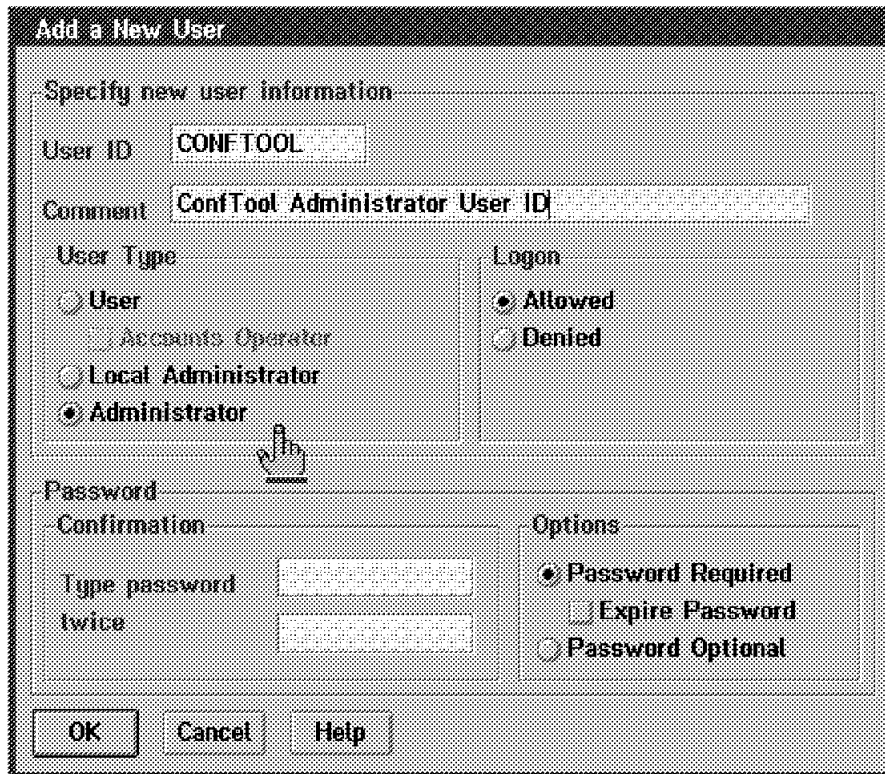 Add a New User
Specify new user information
User ID CONFTOOL
Comment ConfTool Administrator User ID
User Type
User
Accounts Operator
Local Administrator
Administrator
Logon
Allowed
Denied
Password
Confirmation
Type password
twice
Options
Password Required
Expire Password
Password Optional
OK Cancel Help